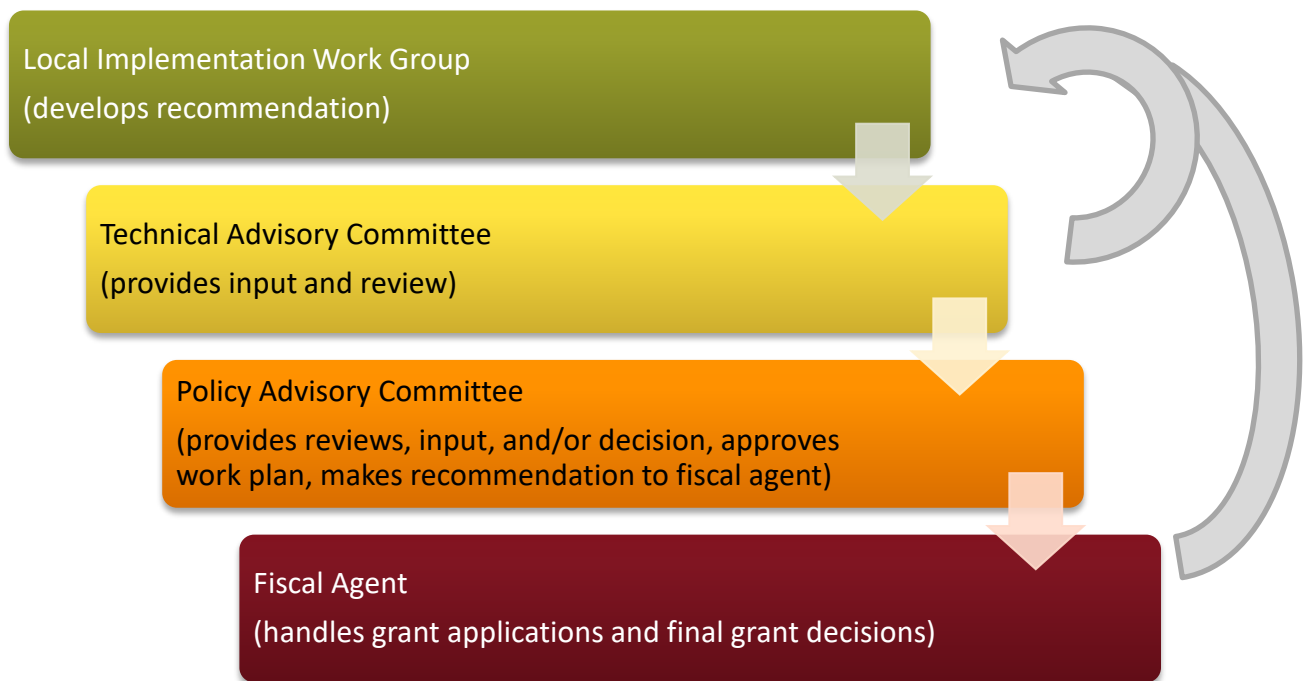 Local Implementation Work Group
(develops recommendation)
Technical Advisory Committee
(provides input and review)
Policy Advisory Committee
(provides reviews, input, and/or decision, approves
work plan, makes recommendation to fiscal agent)
Fiscal Agent
(handles grant applications and final grant decisions)